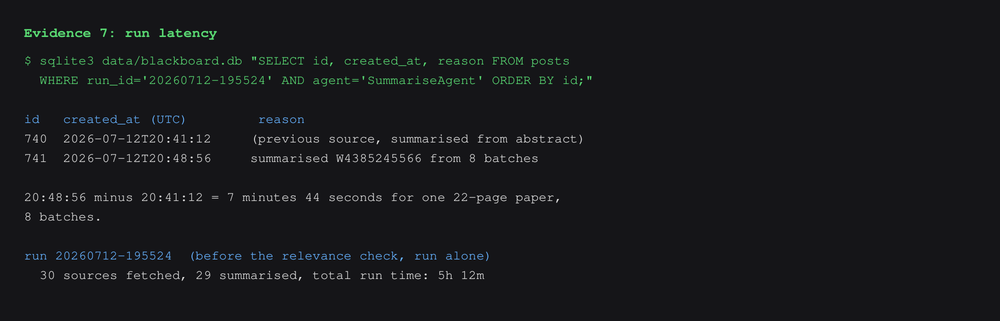 Evidence 7: run latency
$ sqlite3 data/blackboard.db "SELECT id, created_at, reason FROM posts
WHERE run_id='20260712-195524' AND agent='SummariseAgent' ORDER BY id;"
id created_at (UTC) reason
740 2026-07-12T20:41:12 (previous source, summarised from abstract)
741 2026-07-12T20:48:56 summarised W4385245566 from 8 batches
20:48:56 minus 20:41:12 = 7 minutes 44 seconds for one 22-page paper,
8 batches.
run 20260712-195524 (before the relevance check, run alone)
30 sources fetched, 29 summarised, total run time: 5h 12m